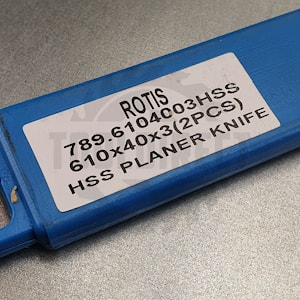 ROTIS
789.6104003HSS
610x40x3(2PCS)
HSS PLANER KNIFE